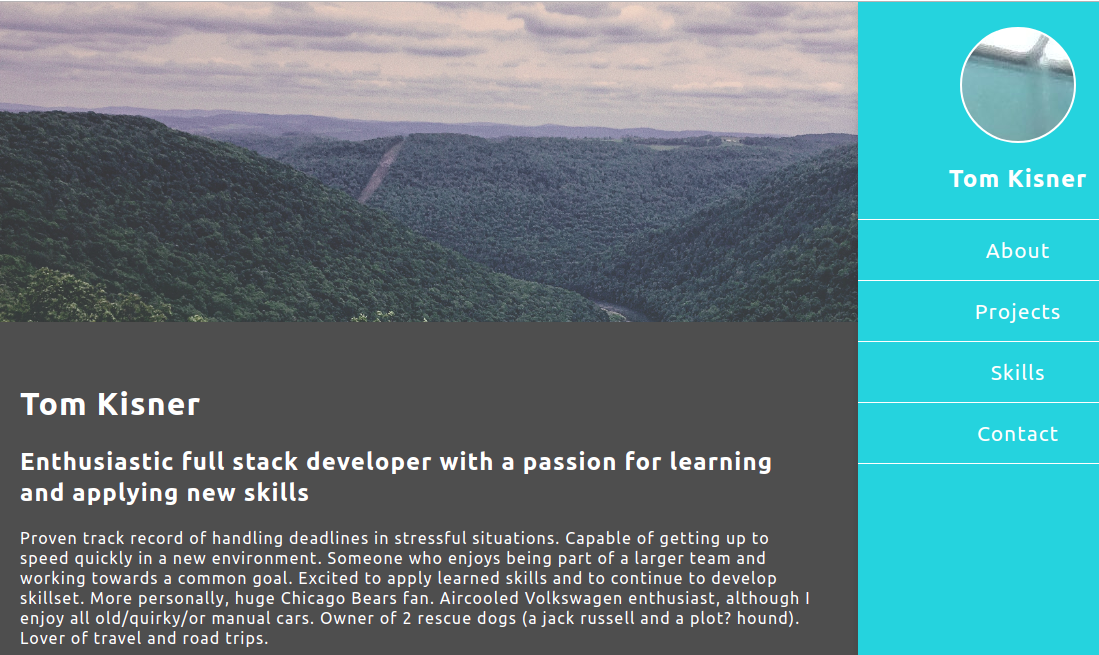 Tom Kisner
About
Projects
Skills
Contact
Tom Kisner
Enthusiastic full stack developer with a passion for learning
and applying new skills
Proven track record of handling deadlines in stressful situations. Capable of getting up to
speed quickly in a new environment. Someone who enjoys being part of a larger team and
working towards a common goal. Excited to apply learned skills and to continue to develop
skillset. More personally, huge Chicago Bears fan. Aircooled Volkswagen enthusiast, although I
enjoy all old/quirky/or manual cars. Owner of 2 rescue dogs (a jack russell and a plot? hound).
Lover of travel and road trips.